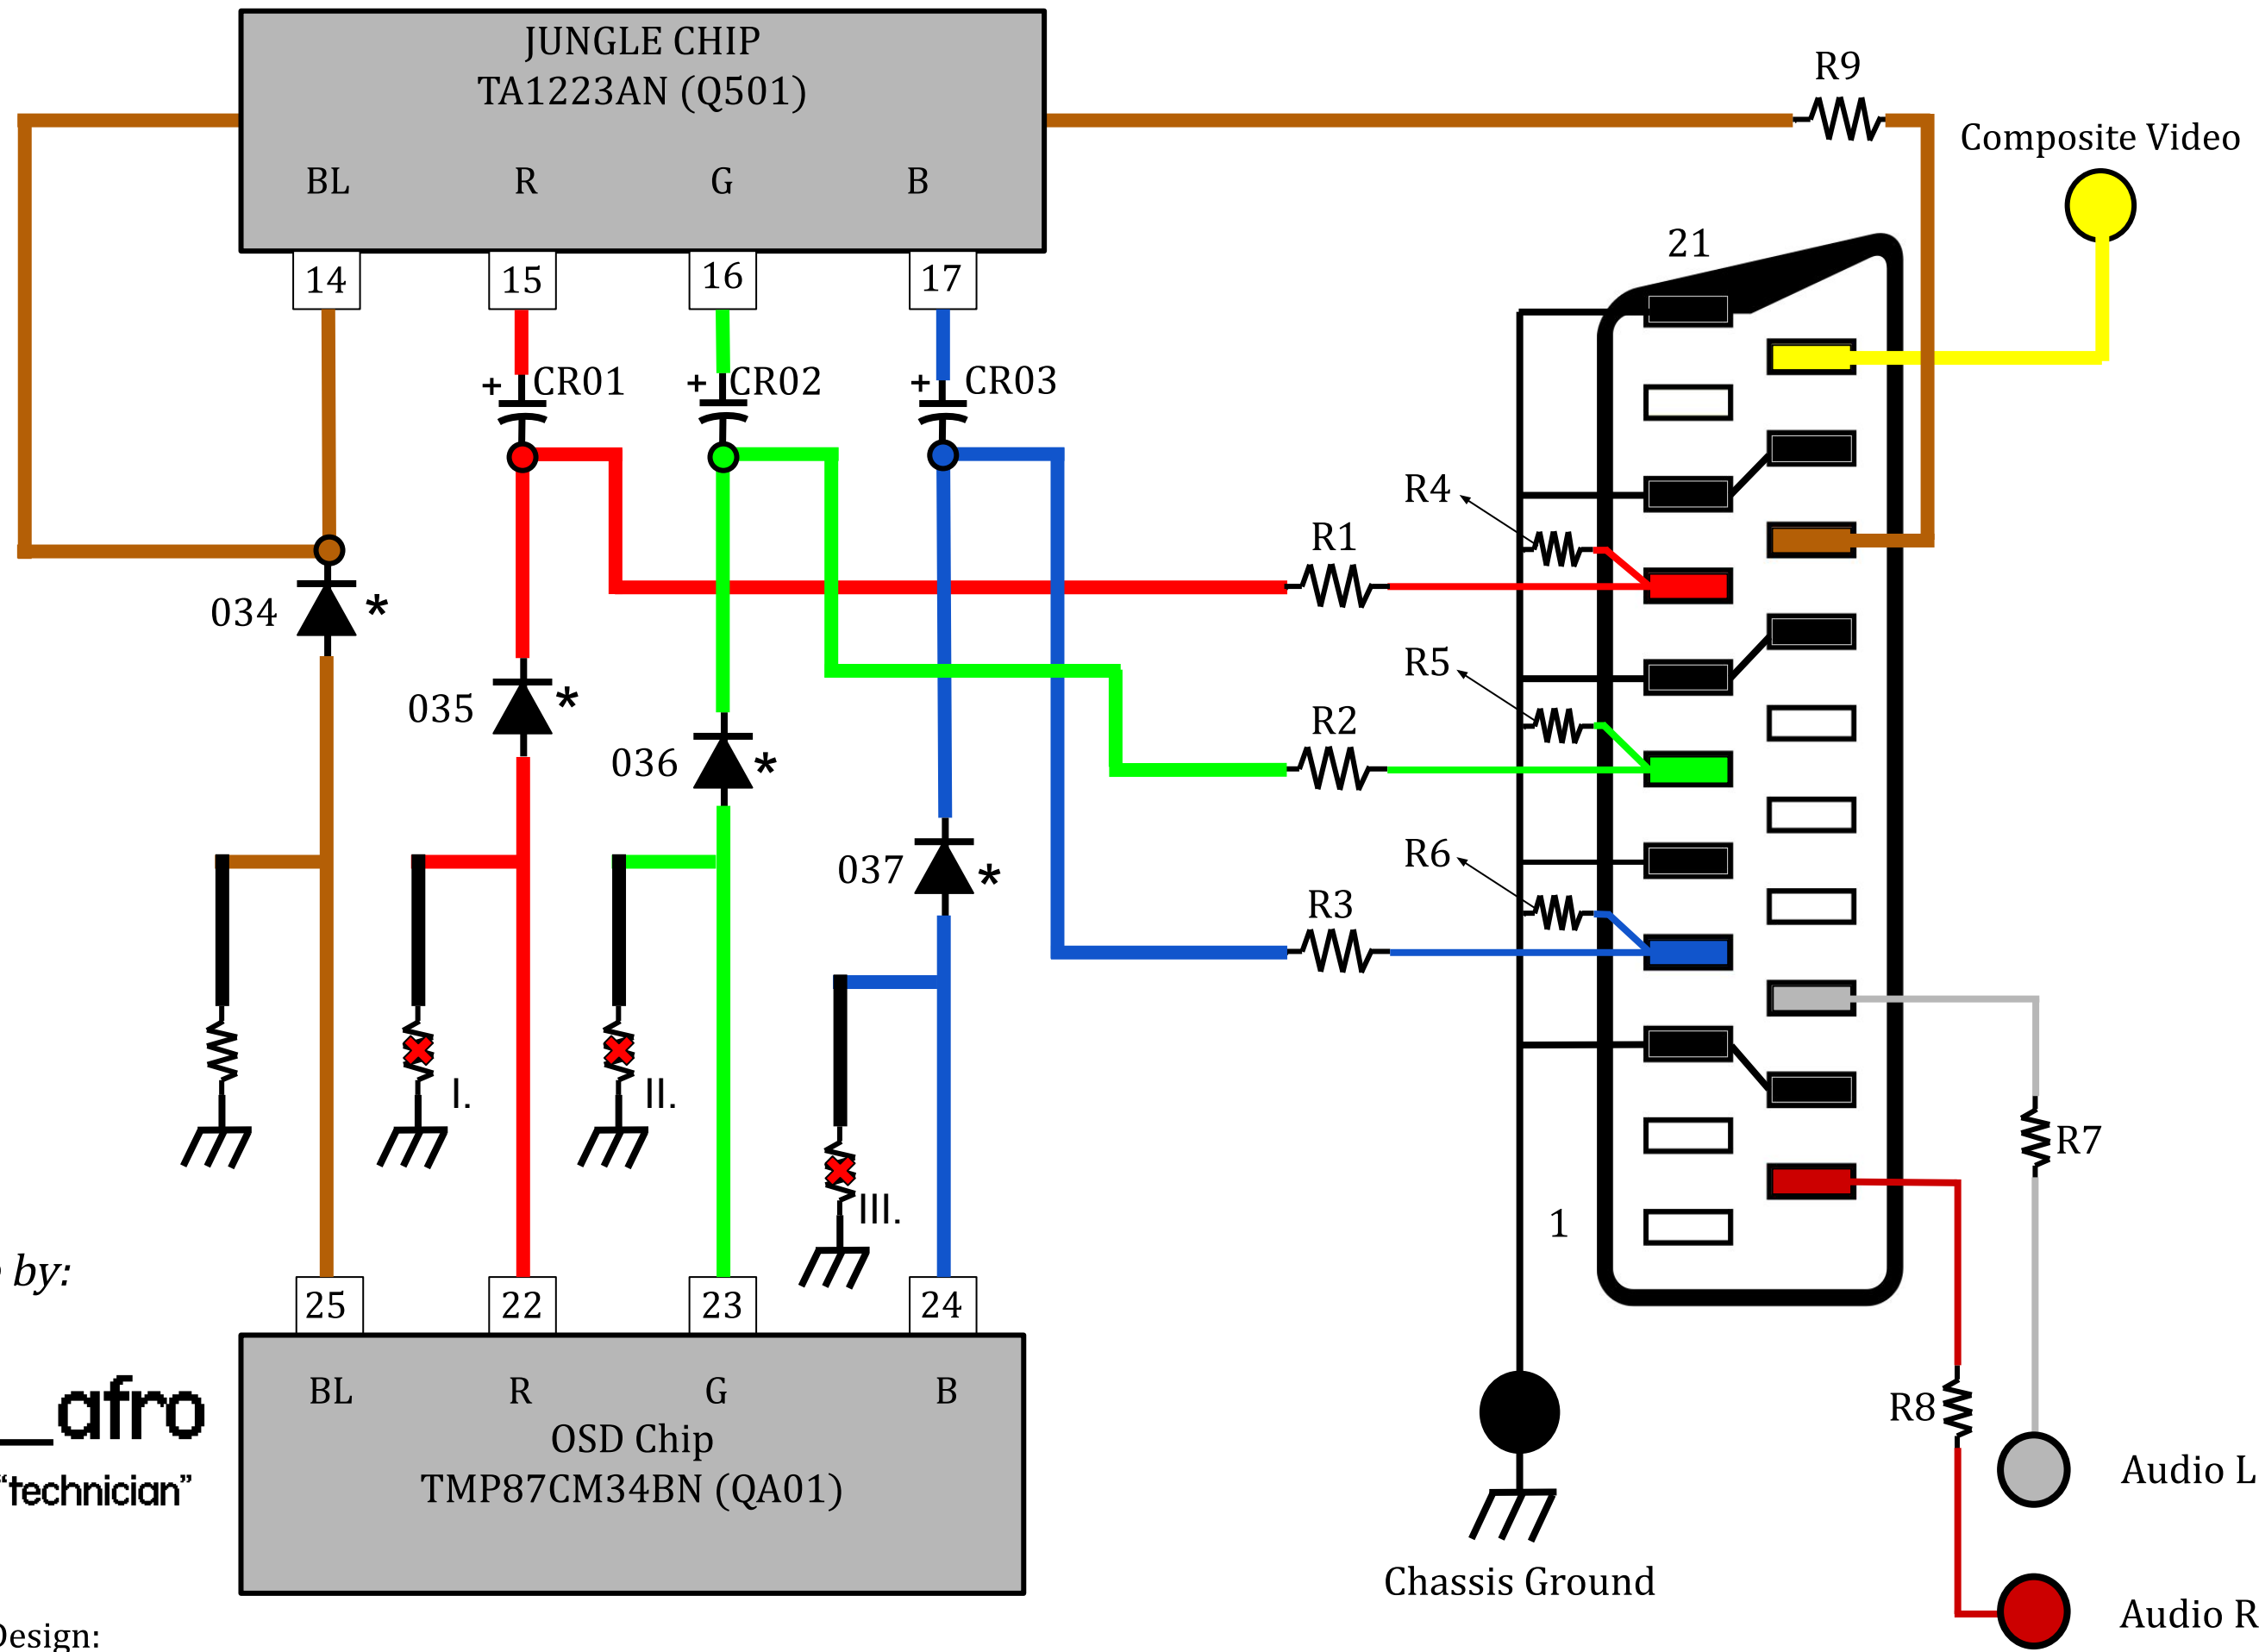 JUNGLE CHIP
TA1223AN (Q501)
BL R G B
14 15 16 17
R9
Composite Video
21
+ CR01
+ CR02
+ CR03
R4
R1
034 *
035 *
R5
R2
036 *
037 *
R6
R3
I.
II.
III.
R7
1
by:
25 22 23 24
BL R G B
OSD Chip
TMP87CM34BN (QA01)
_afro
"technician"
R8
Audio L
Chassis Ground
Audio R
Design: